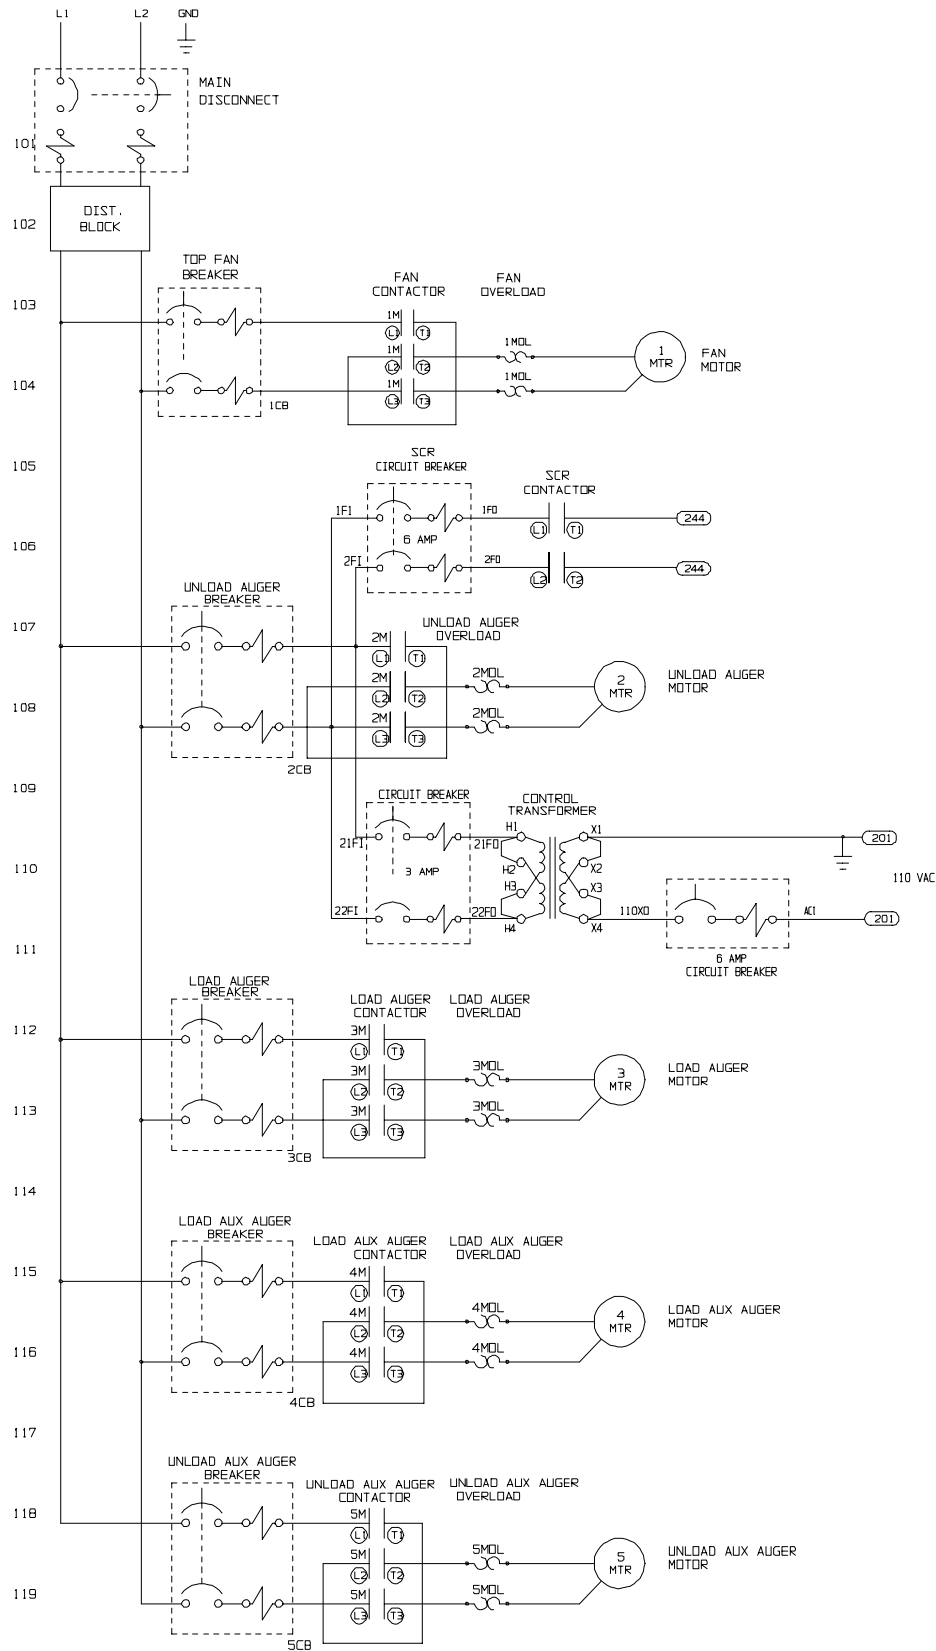 L1
L2
GND
MAIN
DISCONNECT
101
DIST.
BLOCK
102
TOP FAN
BREAKER
FAN
CONTACTOR
FAN
OVERLOAD
103
1M
L1
T1
1M
L2
T2
1MOL
1
MTR
FAN
MOTOR
104
1M
L3
T3
1MOL
1CB
105
SCR
CIRCUIT BREAKER
SCR
CONTACTOR
1FI
1FO
L1
T1
244
106
6 AMP
2FI
2FO
L2
T2
244
UNLOAD AUGER
BREAKER
107
UNLOAD AUGER
OVERLOAD
2M
L1
T1
2M
L2
T2
2MOL
2
MTR
UNLOAD AUGER
MOTOR
108
2M
L3
T3
2MOL
2CB
109
CIRCUIT BREAKER
CONTROL
TRANSFORMER
21FI
21FO
H1
X1
201
110
3 AMP
H2
X2
110 VAC
H3
X3
22FI
22FO
H4
X4
110XO
AC1
201
111
6 AMP
CIRCUIT BREAKER
LOAD AUGER
BREAKER
LOAD AUGER
CONTACTOR
LOAD AUGER
OVERLOAD
112
3M
L1
T1
3M
L2
T2
3MOL
3
MTR
LOAD AUGER
MOTOR
113
3M
L3
T3
3MOL
3CB
114
LOAD AUX AUGER
BREAKER
LOAD AUX AUGER
CONTACTOR
LOAD AUX AUGER
OVERLOAD
115
4M
L1
T1
4M
L2
T2
4MOL
4
MTR
LOAD AUX AUGER
MOTOR
116
4M
L3
T3
4MOL
4CB
117
UNLOAD AUX AUGER
BREAKER
UNLOAD AUX AUGER
CONTACTOR
UNLOAD AUX AUGER
OVERLOAD
118
5M
L1
T1
5M
L2
T2
5MOL
5
MTR
UNLOAD AUX AUGER
MOTOR
119
5M
L3
T3
5MOL
5CB